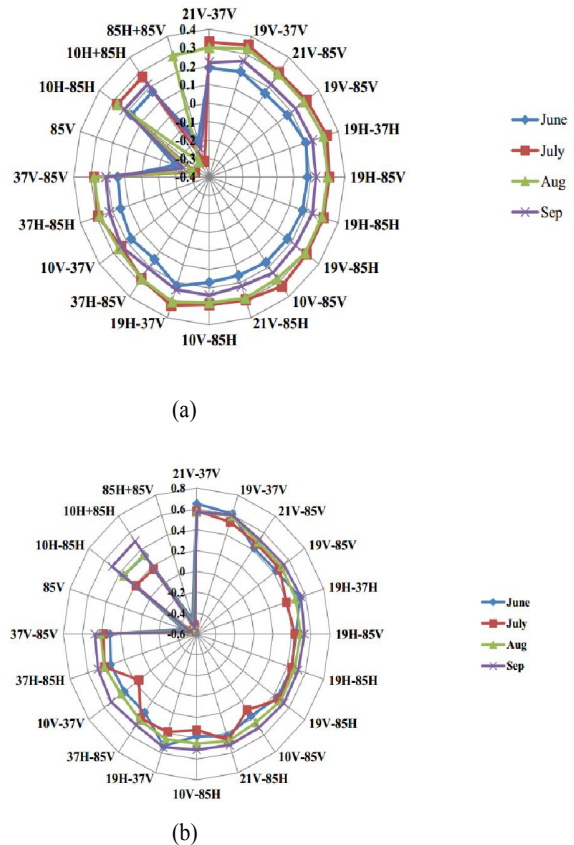 21V-37V
85H+85V
19V-37V
10H+85H
21V-85V
10H-85H
19V-85V
85V
19H-37H
37V-85V
19H-85V
37H-85H
19H-85H
10V-37V
19V-85H
37H-85V
10V-85V
19H-37V
21V-85H
10V-85H
0.4
0.3
0.2
0.1
0
-0.1
-0.2
-0.3
-0.4
June
July
Aug
Sep
(a)
21V-37V
85H+85V
19V-37V
10H+85H
21V-85V
10H-85H
19V-85V
85V
19H-37H
37V-85V
19H-85V
37H-85H
19H-85H
10V-37V
19V-85H
37H-85V
10V-85V
19H-37V
21V-85H
10V-85H
0.8
0.6
0.4
0.2
0
-0.2
-0.4
-0.6
June
July
Aug
Sep
(b)